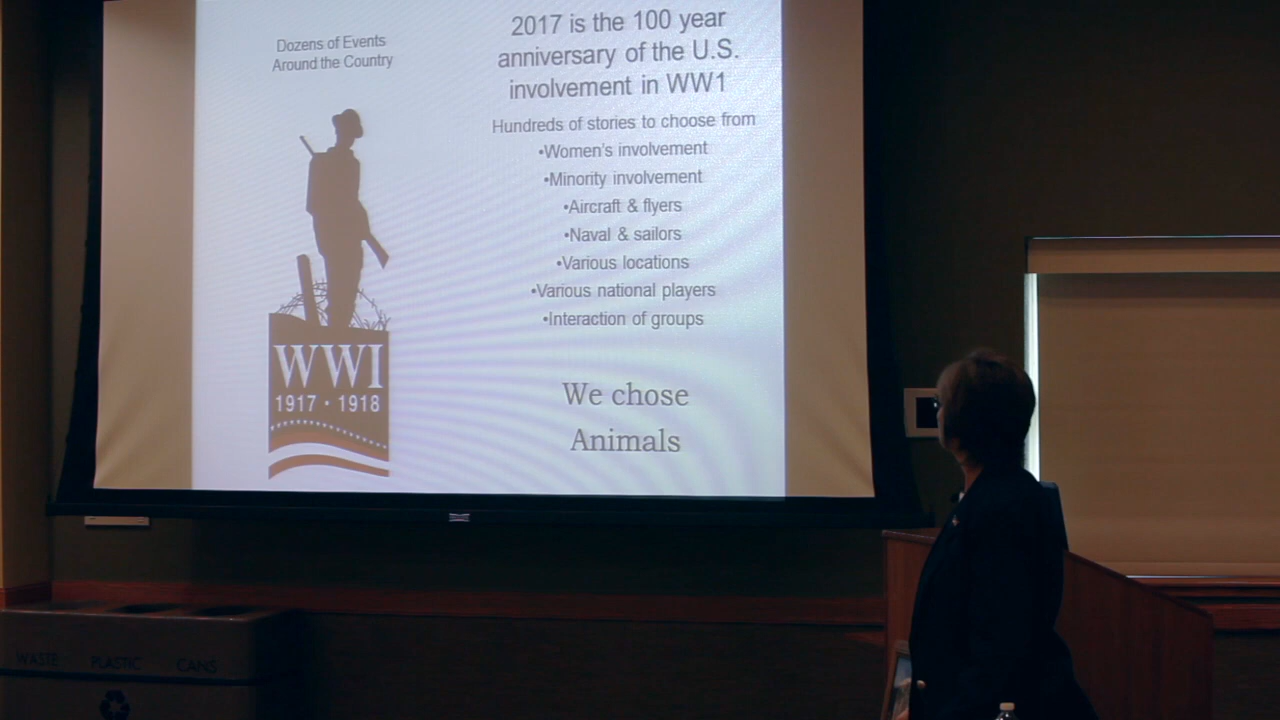 Dozens of Events
Around the Country
WWI
1917 · 1918
2017 is the 100 year
anniversary of the U.S.
involvement in WW1
Hundreds of stories to choose from
•Women's involvement
•Minority involvement
•Aircraft & flyers
•Naval & sailors
•Various locations
•Various national players
•Interaction of groups
We chose
Animals
WASTE PLASTIC CANS